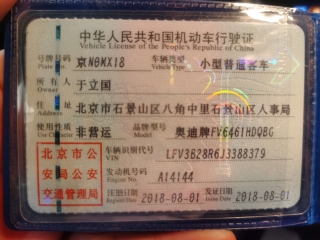 中华人民共和国机动车行驶证
Vehicle License of the People's Republic of China
号牌号码 京N0KX18 车辆类型 小型普通客车
Plate No. Vehicle Type
所有人 于立国
Owner
住址 北京市石景山区八角中里石景山区人事局
Address
使用性质 非营运 品牌型号 奥迪牌FV6461HDQBG
Use Character Model
北京市公安局公安交通管理局
车辆识别代号 LFV3B28R6J3388379
VIN
发动机号码 A14144
Engine No.
注册日期 2018-08-01 发证日期 2018-08-01
Register Date Issue Date